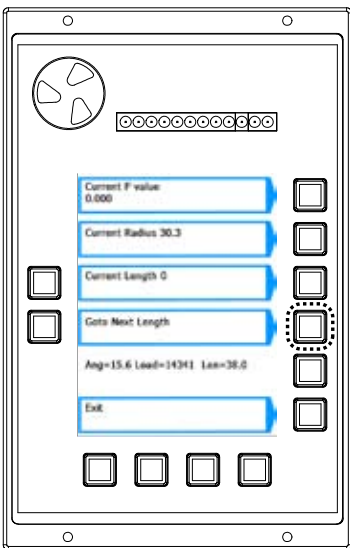 Current F value
0.000
Current Radius 30.3
Current Length 0
Goto Next Length
Ang=15.6 Load=14341 Len=38.0
Exit